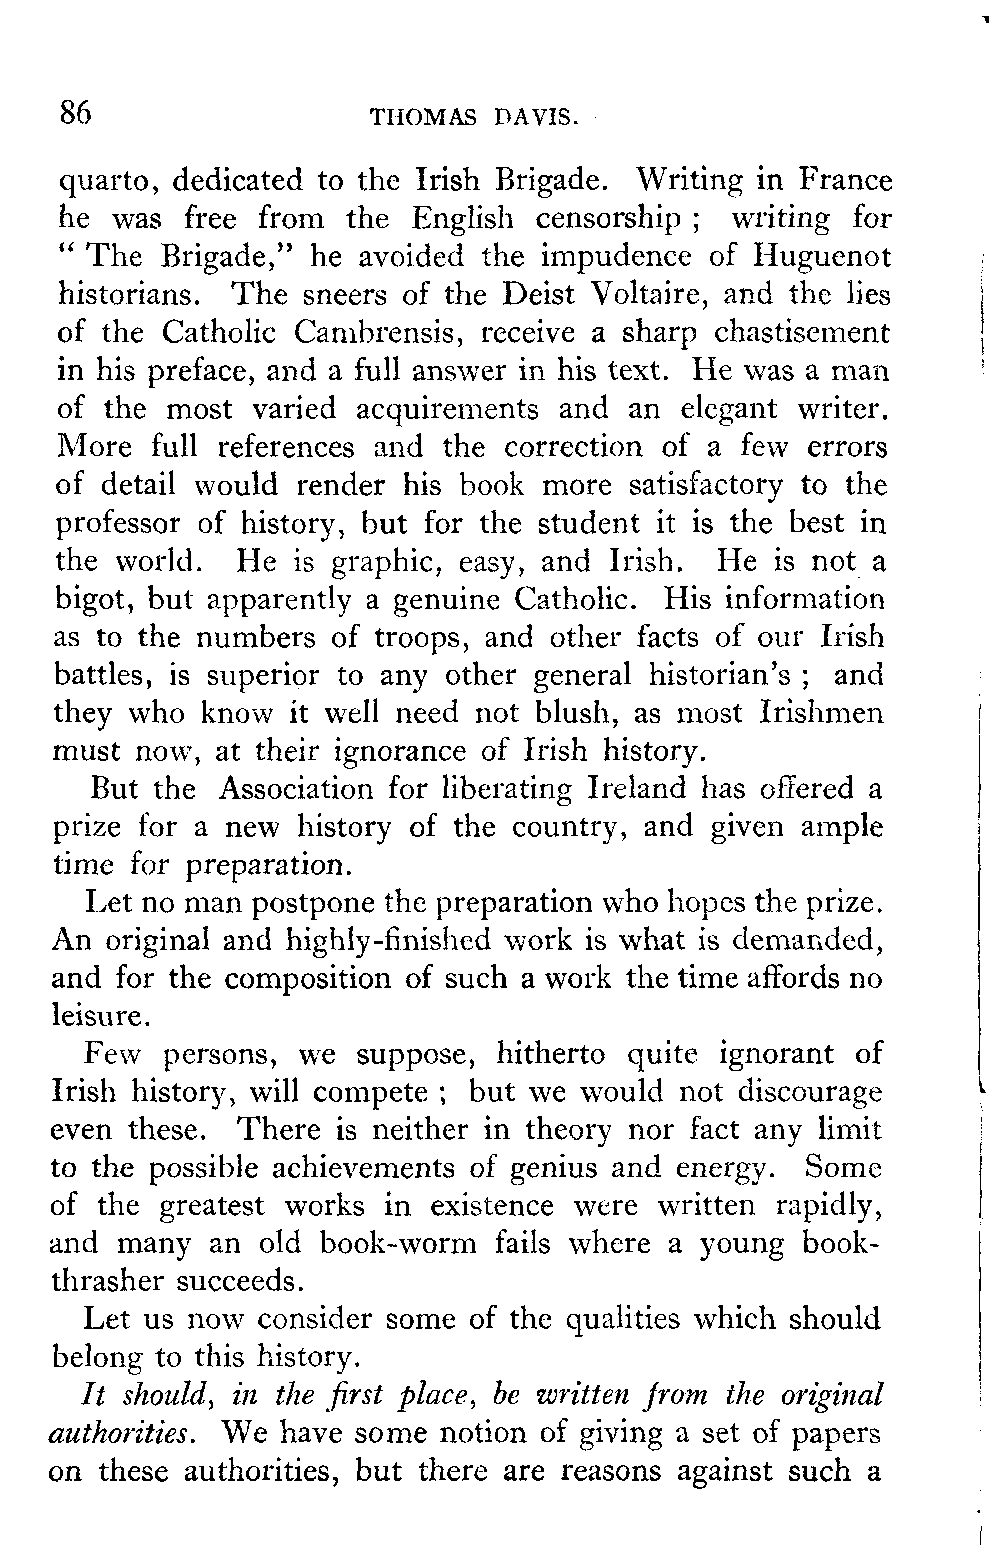 86 THOMAS DAVIS.
quarto, dedicated to the Irish Brigade. Writing in France
he was free from the English censorship ; writing for
“ The Brigade,” he avoided the impudence of Huguenot
historians. The sneers of the Deist Voltaire, and the lies
of the Catholic Cambrensis, receive a sharp chastisement
in his preface, and a full answer in his text. He was a man
of the most varied acquirements and an elegant writer.
More full references and the correction of a few errors
of detail would render his book more satisfactory to the
professor of history, but for the student it is the best in
the world. He is graphic, easy, and Irish. He is not a
bigot, but apparently a genuine Catholic. His information
as to the numbers of troops, and other facts of our Irish
battles, is superior to any other general historian’s ; and
they who know it well need not blush, as most Irishmen
must now, at their ignorance of Irish history.
But the Association for liberating Ireland has offered a
prize for a new history of the country, and given ample
time for preparation.
Let no man postpone the preparation who hopes the prize.
An original and highly-finished work is what is demanded,
and for the composition of such a work the time affords no
leisure.
Few persons, we suppose, hitherto quite ignorant of
Irish history, will compete ; but we would not discourage
even these. There is neither in theory nor fact any limit
to the possible achievements of genius and energy. Some
of the greatest works in existence were written rapidly,
and many an old book-worm fails where a young book-
thrasher succeeds.
Let us now consider some of the qualities which should
belong to this history.
It should, in the first place, be written from the original
authorities. We have some notion of giving a set of papers
on these authorities, but there are reasons against such a